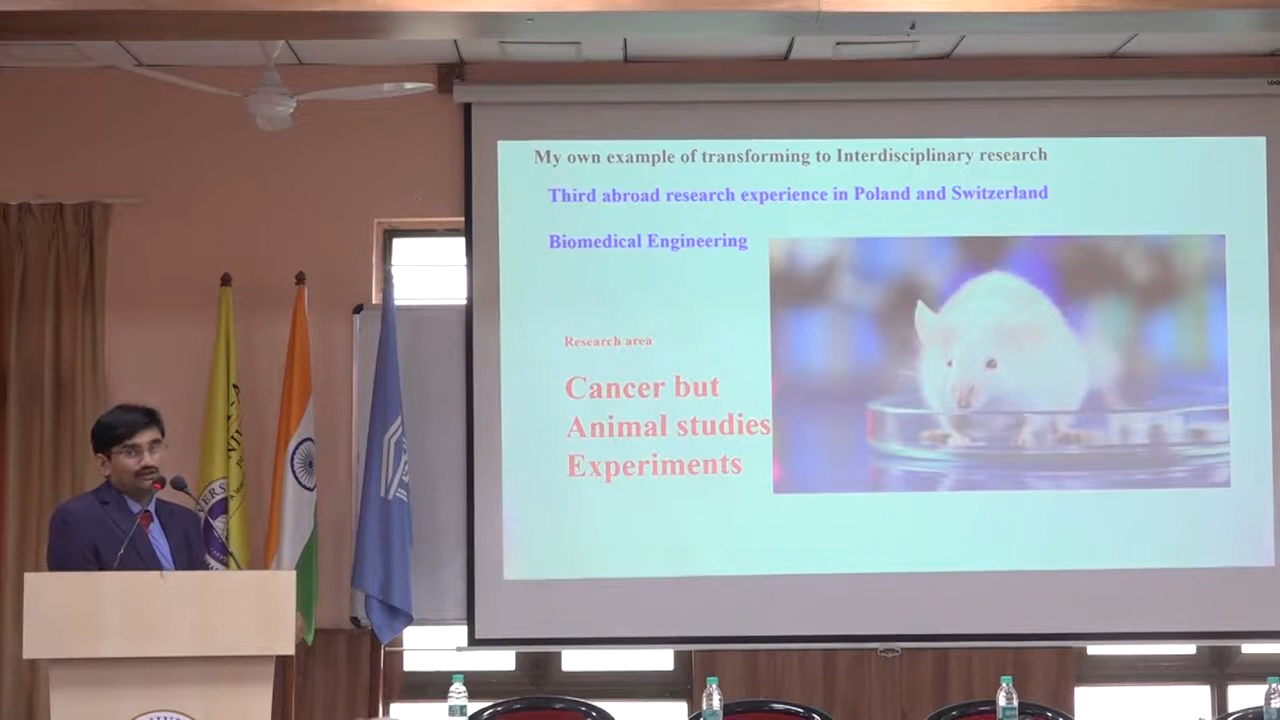 My own example of transforming to Interdisciplinary research
Third abroad research experience in Poland and Switzerland
Biomedical Engineering
Research area
Cancer but
Animal studies
Experiments